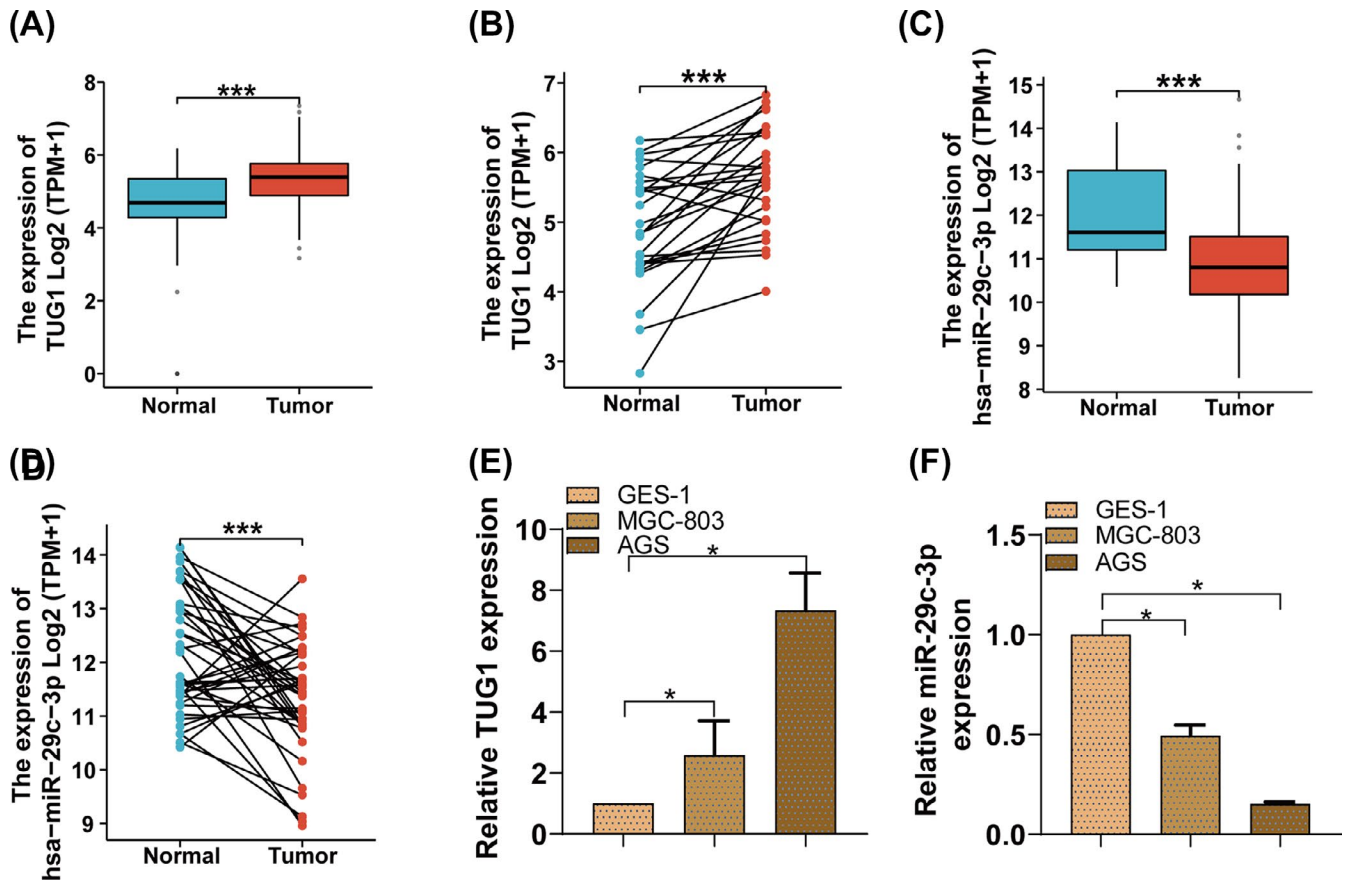 (A)
The expression of
TUG1 Log2 (TPM+1)
8
6
4
2
0
***
Normal
Tumor
(B)
The expression of
TUG1 Log2 (TPM+1)
7
6
5
4
3
***
Normal
Tumor
(C)
The expression of
hsa−miR−29c−3p Log2 (TPM+1)
15
14
13
12
11
10
9
8
***
Normal
Tumor
(D)
D
The expression of
hsa−miR−29c−3p Log2 (TPM+1)
14
13
12
11
10
9
***
Normal
Tumor
(E)
Relative TUG1 expression
GES-1
MGC-803
AGS
10
8
6
4
2
0
*
*
(F)
Relative miR-29c-3p
expression
GES-1
MGC-803
AGS
1.5
1.0
0.5
0.0
*
*